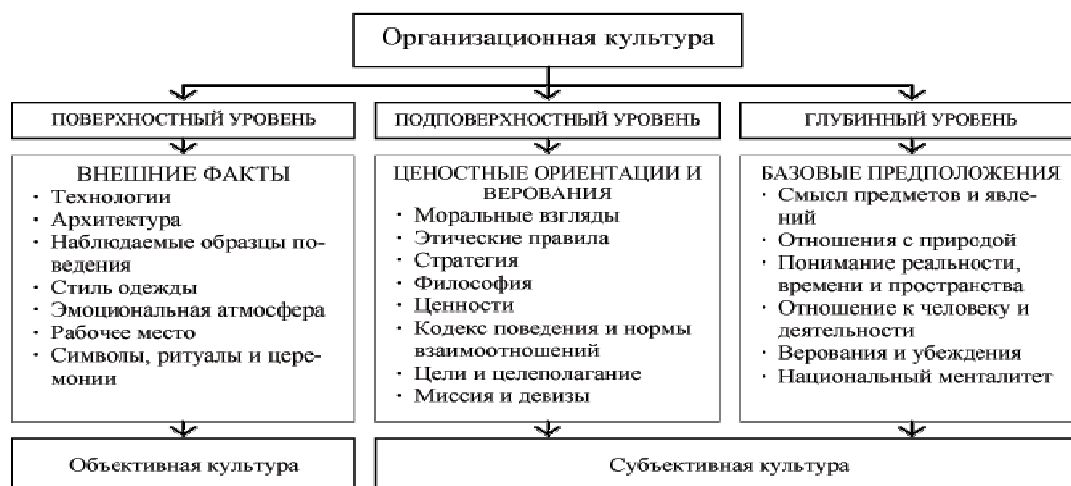 Организационная культура
ПОВЕРХНОСТНЫЙ УРОВЕНЬ
ПОДПОВЕРХНОСТНЫЙ УРОВЕНЬ
ГЛУБИННЫЙ УРОВЕНЬ
ВНЕШНИЕ ФАКТЫ
· Технологии
· Архитектура
· Наблюдаемые образцы по-
ведения
· Стиль одежды
· Эмоциональная атмосфера
· Рабочее место
· Символы, ритуалы и цере-
монии
ЦЕНОСТНЫЕ ОРИЕНТАЦИИ И
ВЕРОВАНИЯ
· Моральные взгляды
· Этические правила
· Стратегия
· Философия
· Ценности
· Кодекс поведения и нормы
взаимоотношений
· Цели и целеполагание
· Миссия и девизы
БАЗОВЫЕ ПРЕДПОЛОЖЕНИЯ
· Смысл предметов и явле-
ний
· Отношения с природой
· Понимание реальности,
времени и пространства
· Отношение к человеку и
деятельности
· Верования и убеждения
· Национальный менталитет
Объективная культура
Субъективная культура